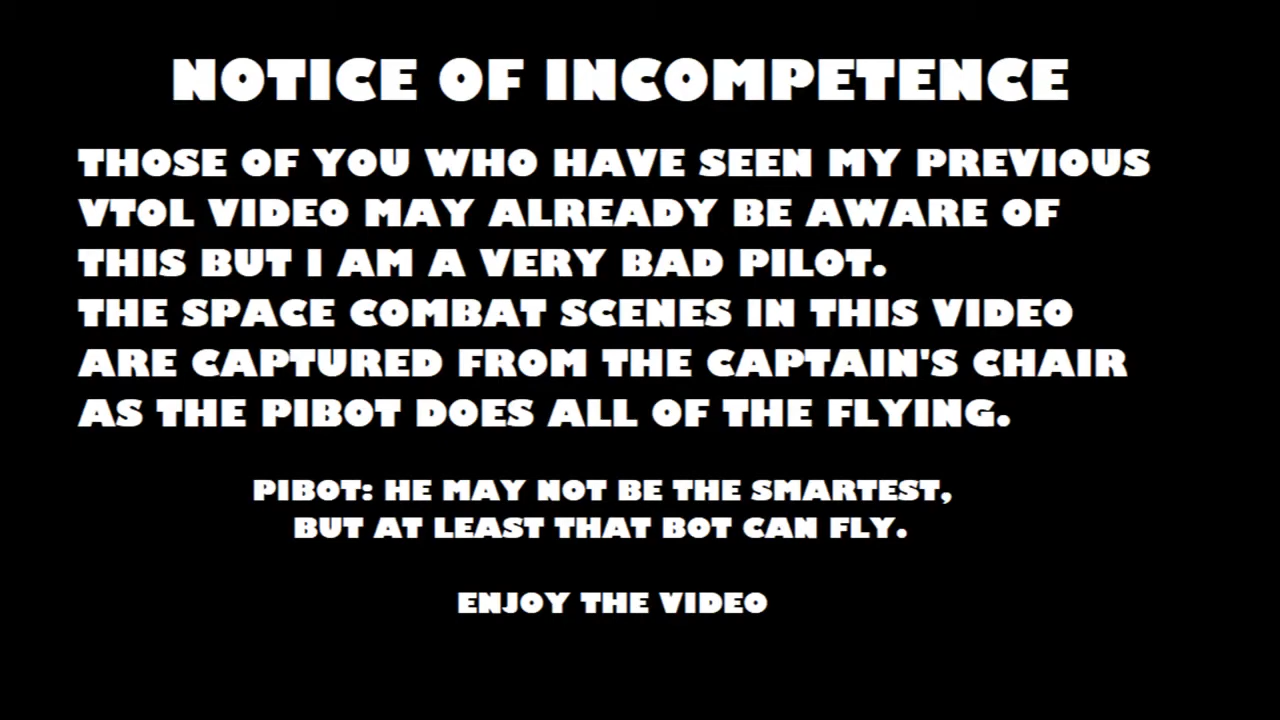 NOTICE OF INCOMPETENCE
THOSE OF YOU WHO HAVE SEEN MY PREVIOUS
VTOL VIDEO MAY ALREADY BE AWARE OF
THIS BUT I AM A VERY BAD PILOT.
THE SPACE COMBAT SCENES IN THIS VIDEO
ARE CAPTURED FROM THE CAPTAIN'S CHAIR
AS THE PIBOT DOES ALL OF THE FLYING.
PIBOT: HE MAY NOT BE THE SMARTEST,
BUT AT LEAST THAT BOT CAN FLY.
ENJOY THE VIDEO